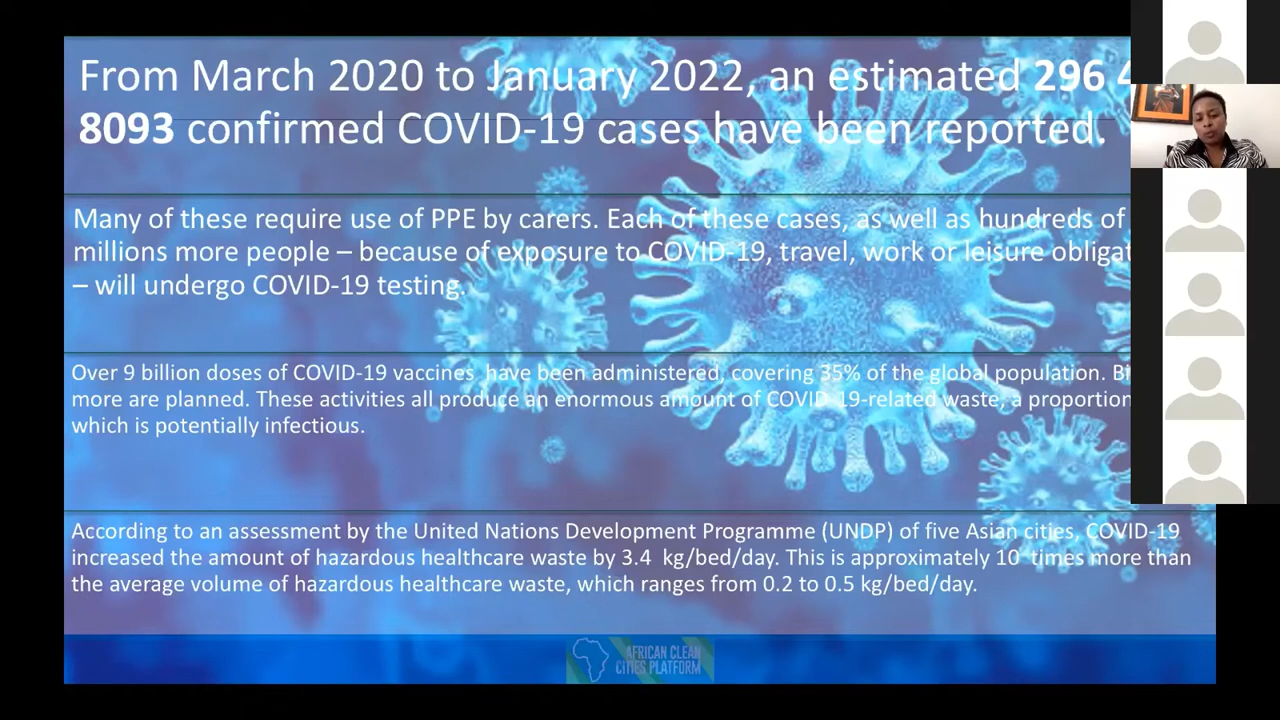 From March 2020 to January 2022, an estimated 296 4
8093 confirmed COVID-19 cases have been reported.
Many of these require use of PPE by carers. Each of these cases, as well as hundreds of
millions more people – because of exposure to COVID-19, travel, work or leisure obligat
– will undergo COVID-19 testing.
Over 9 billion doses of COVID-19 vaccines have been administered, covering 35% of the global population. Bi
more are planned. These activities all produce an enormous amount of COVID-19-related waste, a proportion
which is potentially infectious.
According to an assessment by the United Nations Development Programme (UNDP) of five Asian cities, COVID-19
increased the amount of hazardous healthcare waste by 3.4 kg/bed/day. This is approximately 10 times more than
the average volume of hazardous healthcare waste, which ranges from 0.2 to 0.5 kg/bed/day.
AFRICAN CLEAN
CITIES PLATFORM